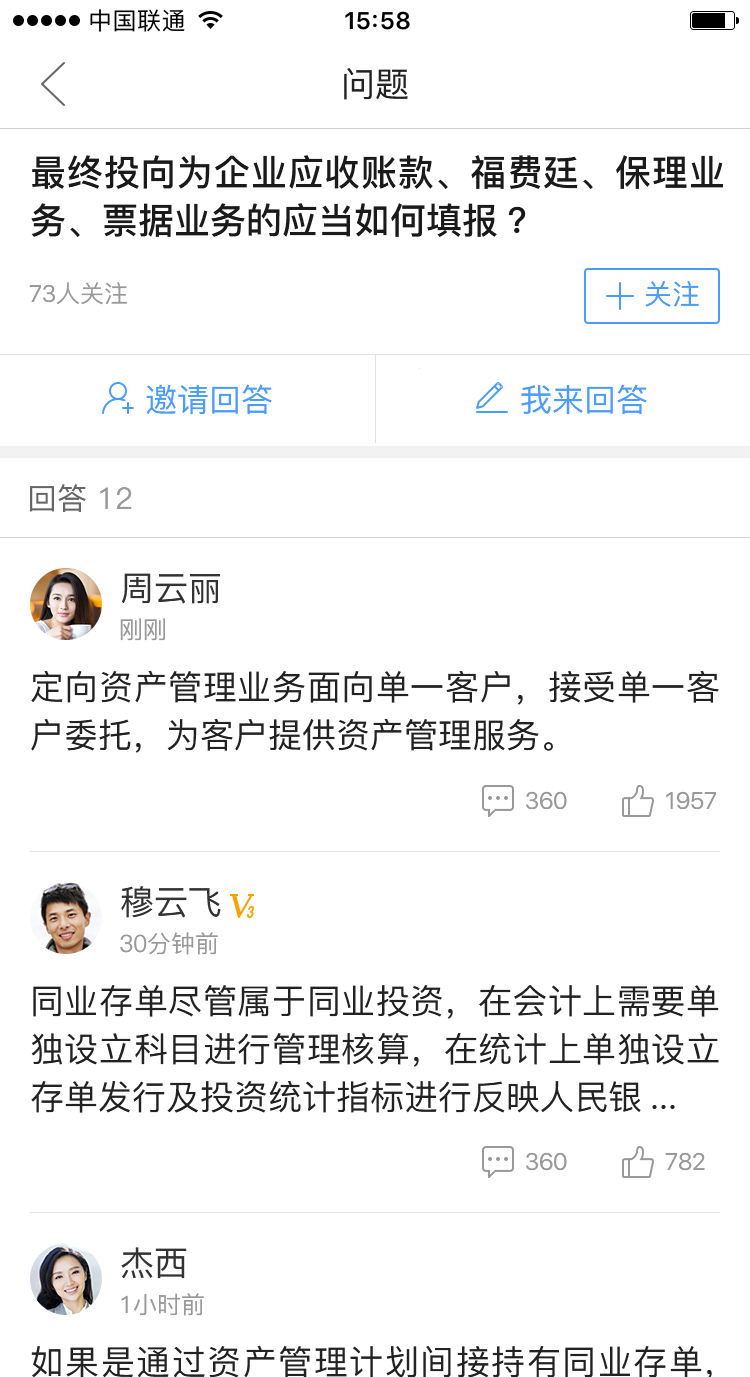 中国联通 15:58
问题
最终投向为企业应收账款、福费廷、保理业
务、票据业务的应当如何填报？
73人关注
关注
邀请回答
我来回答
回答 12
周云丽
刚刚
定向资产管理业务面向单一客户，接受单一客
户委托，为客户提供资产管理服务。
360 1957
穆云飞 V3
30分钟前
同业存单尽管属于同业投资，在会计上需要单
独设立科目进行管理核算，在统计上单独设立
存单发行及投资统计指标进行反映人民银 ...
360 782
杰西
1小时前
如果是通过资产管理计划间接持有同业存单，